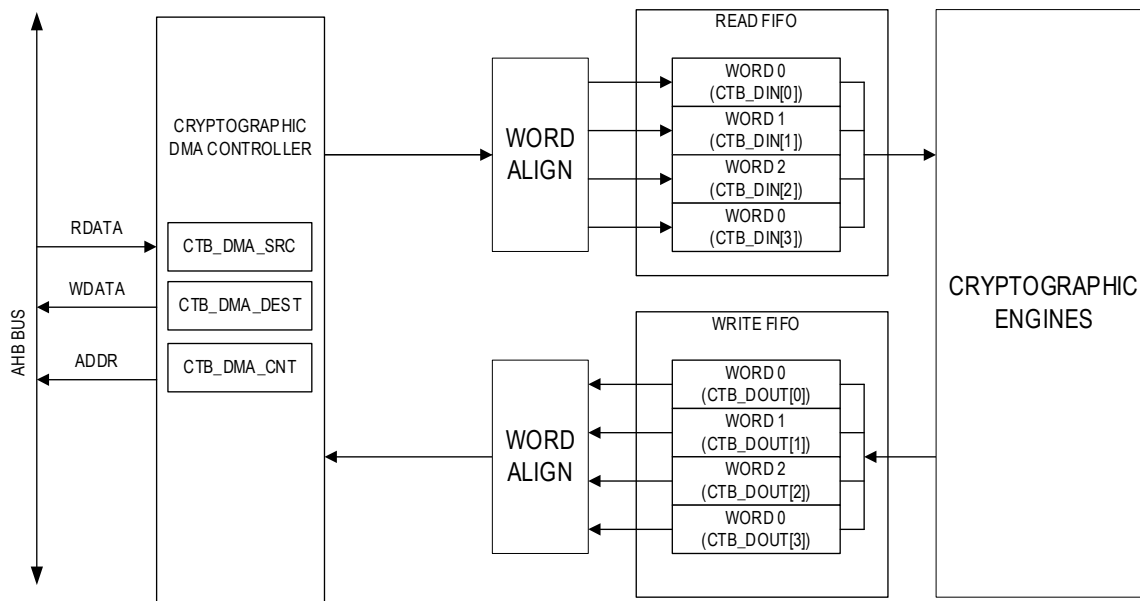 AHB BUS
RDATA
WDATA
ADDR
CRYPTOGRAPHIC
DMA CONTROLLER
CTB_DMA_SRC
CTB_DMA_DEST
CTB_DMA_CNT
WORD
ALIGN
READ FIFO
WORD 0
(CTB_DIN[0])
WORD 1
(CTB_DIN[1])
WORD 2
(CTB_DIN[2])
WORD 0
(CTB_DIN[3])
WORD
ALIGN
WRITE FIFO
WORD 0
(CTB_DOUT[0])
WORD 1
(CTB_DOUT[1])
WORD 2
(CTB_DOUT[2])
WORD 0
(CTB_DOUT[3])
CRYPTOGRAPHIC
ENGINES